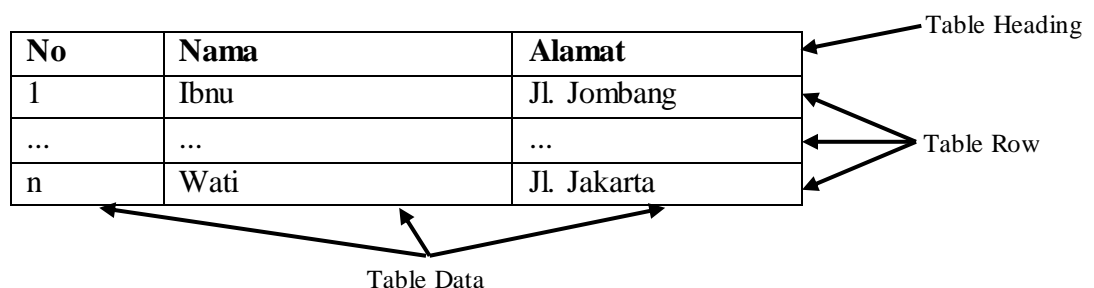 Table Heading
No Nama Alamat
1 Ibnu Jl. Jombang
... ... ...
Table Row
n Wati Jl. Jakarta
Table Data